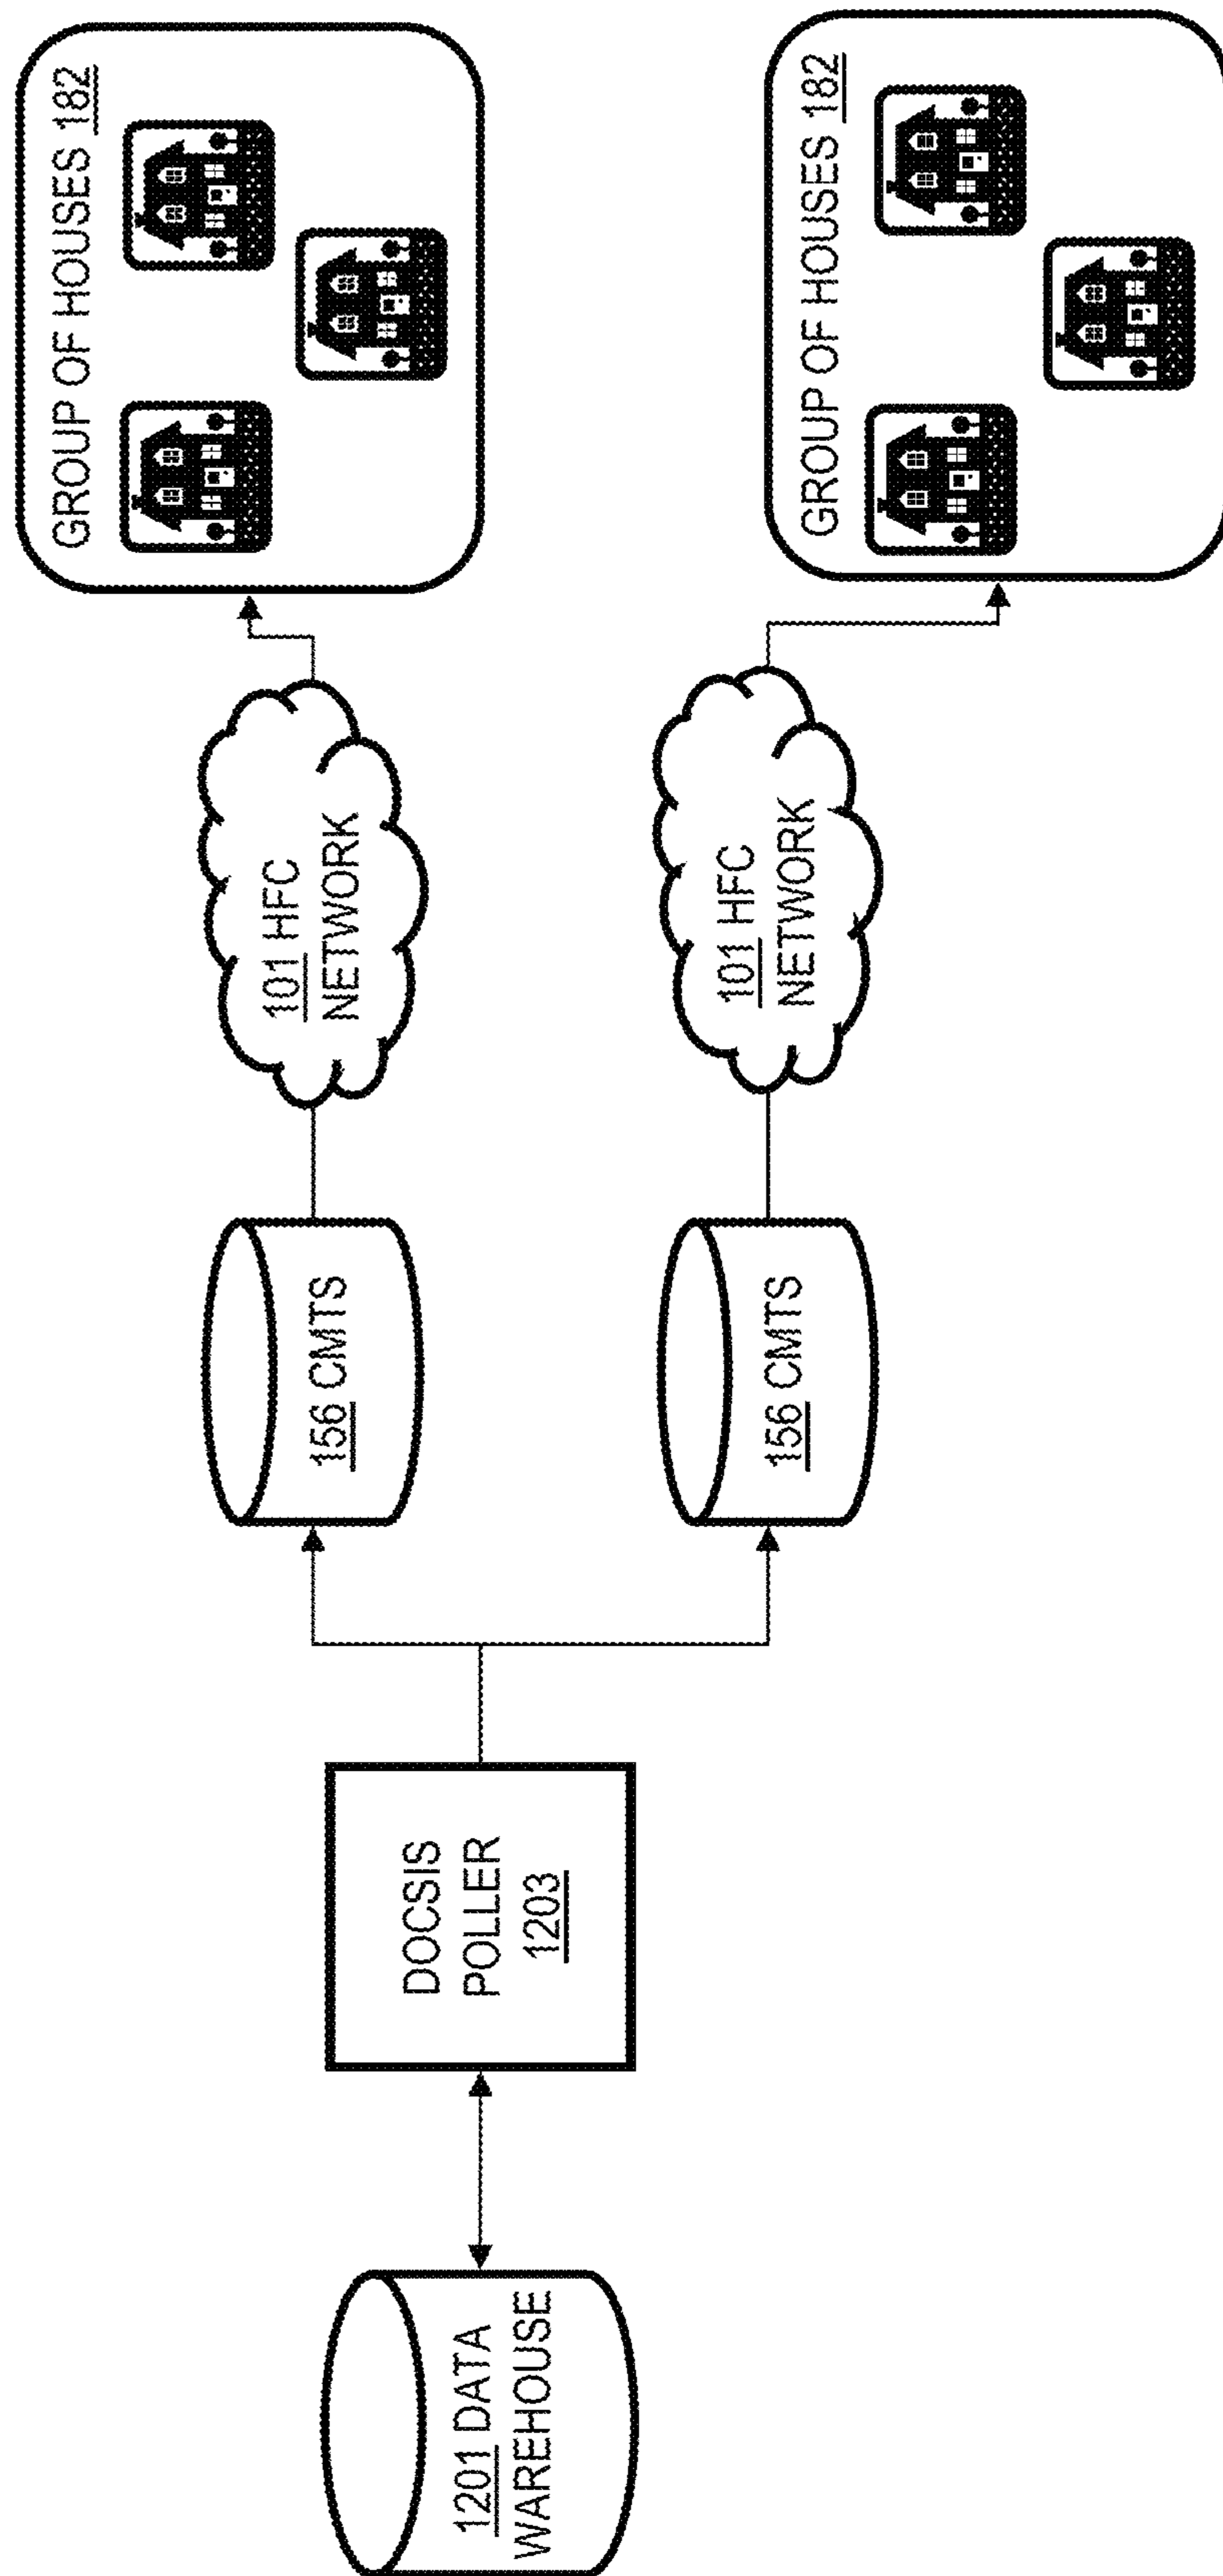 1201 DATA
WAREHOUSE
DOCSIS
POLLER
1203
156 CMTS
101 HFC
NETWORK
GROUP OF HOUSES 182
156 CMTS
101 HFC
NETWORK
GROUP OF HOUSES 182